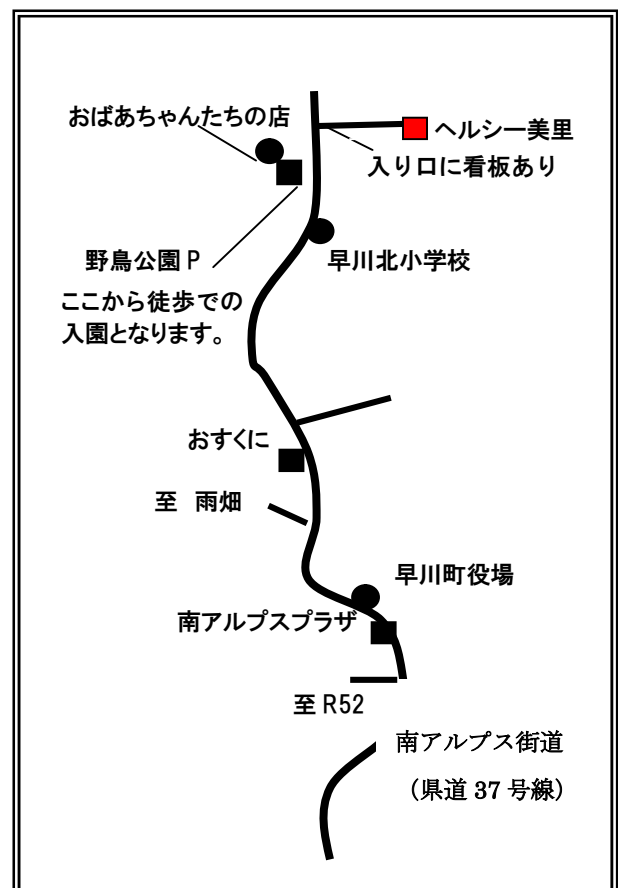 おばあちゃんたちの店
ヘルシー美里
入り口に看板あり
野鳥公園 P
早川北小学校
ここから徒歩での
入園となります。
おすくに
至 雨畑
早川町役場
南アルプスプラザ
至 R52
南アルプス街道
（県道 37 号線）